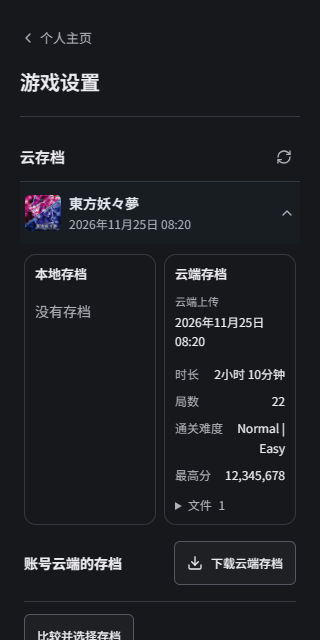 个人主页
游戏设置
云存档
東方妖々夢
2026年11月25日 08:20
本地存档
没有存档
云端存档
云端上传
2026年11月25日
08:20
时长 2小时 10分钟
局数 22
通关难度 Normal |
Easy
最高分 12,345,678
文件 1
账号云端的存档
下载云端存档
比较并选择存档